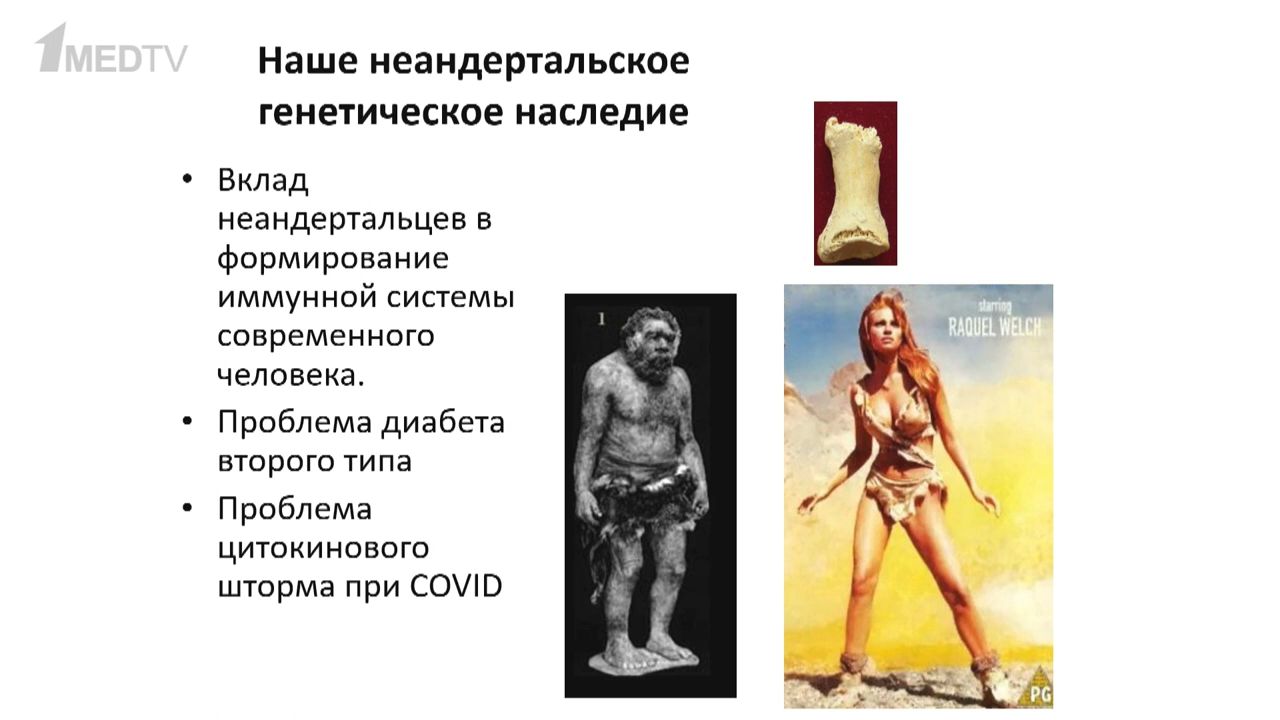 1MEDTV
Наше неандертальское
генетическое наследие
• Вклад
неандертальцев в
формирование
иммунной системы
современного
человека.
• Проблема диабета
второго типа
• Проблема
цитокинового
шторма при COVID
1
starring
RAQUEL WELCH
PG